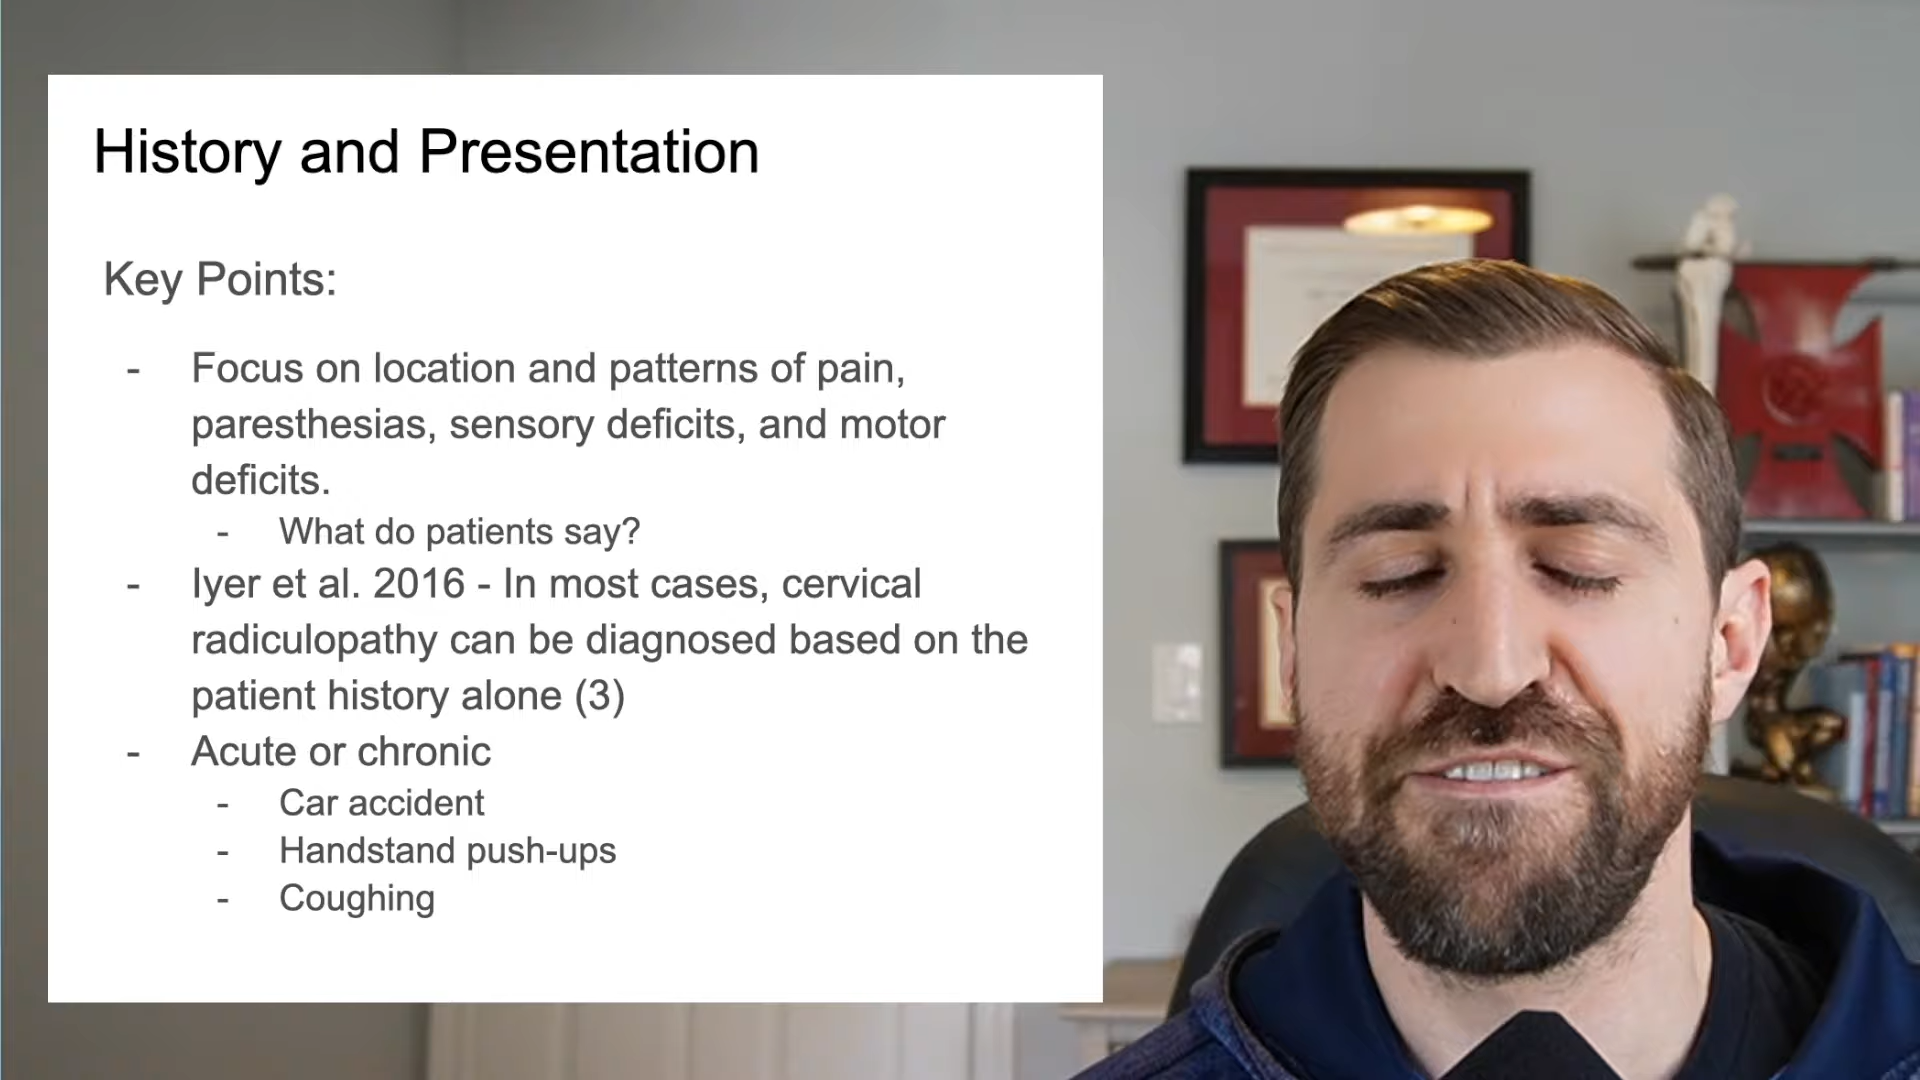 History and Presentation
Key Points:
- Focus on location and patterns of pain,
paresthesias, sensory deficits, and motor
deficits.
- What do patients say?
- Iyer et al. 2016 - In most cases, cervical
radiculopathy can be diagnosed based on the
patient history alone (3)
- Acute or chronic
- Car accident
- Handstand push-ups
- Coughing